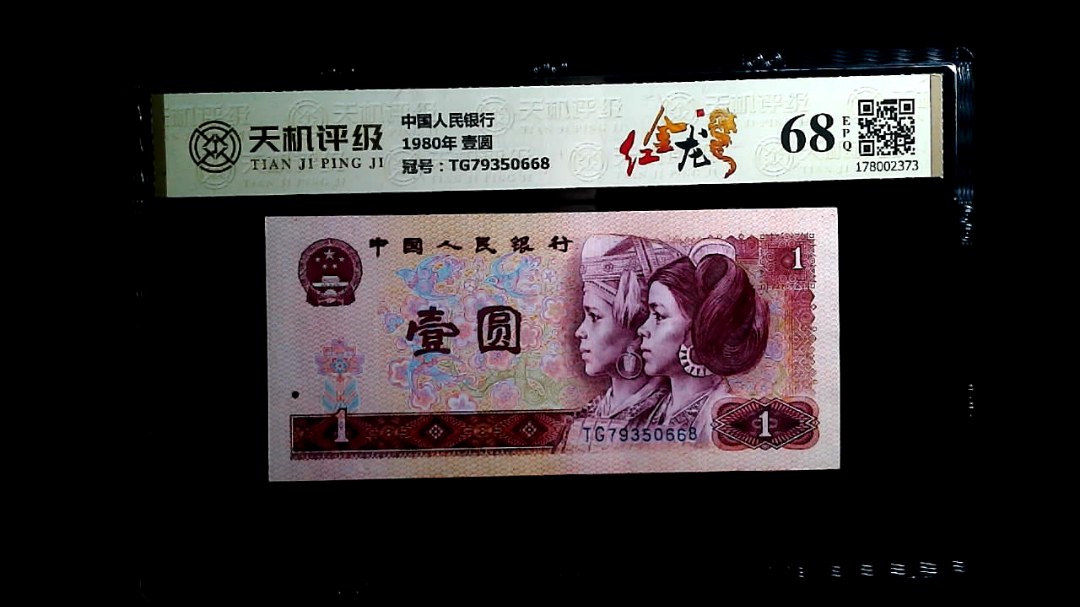 天机评级
TIAN JI PING JI
中国人民银行
1980年 壹圆
冠号：TG79350668
红金龙
68
EPQ
178002373
中国人民银行
1
壹圆
1
TG79350668
1